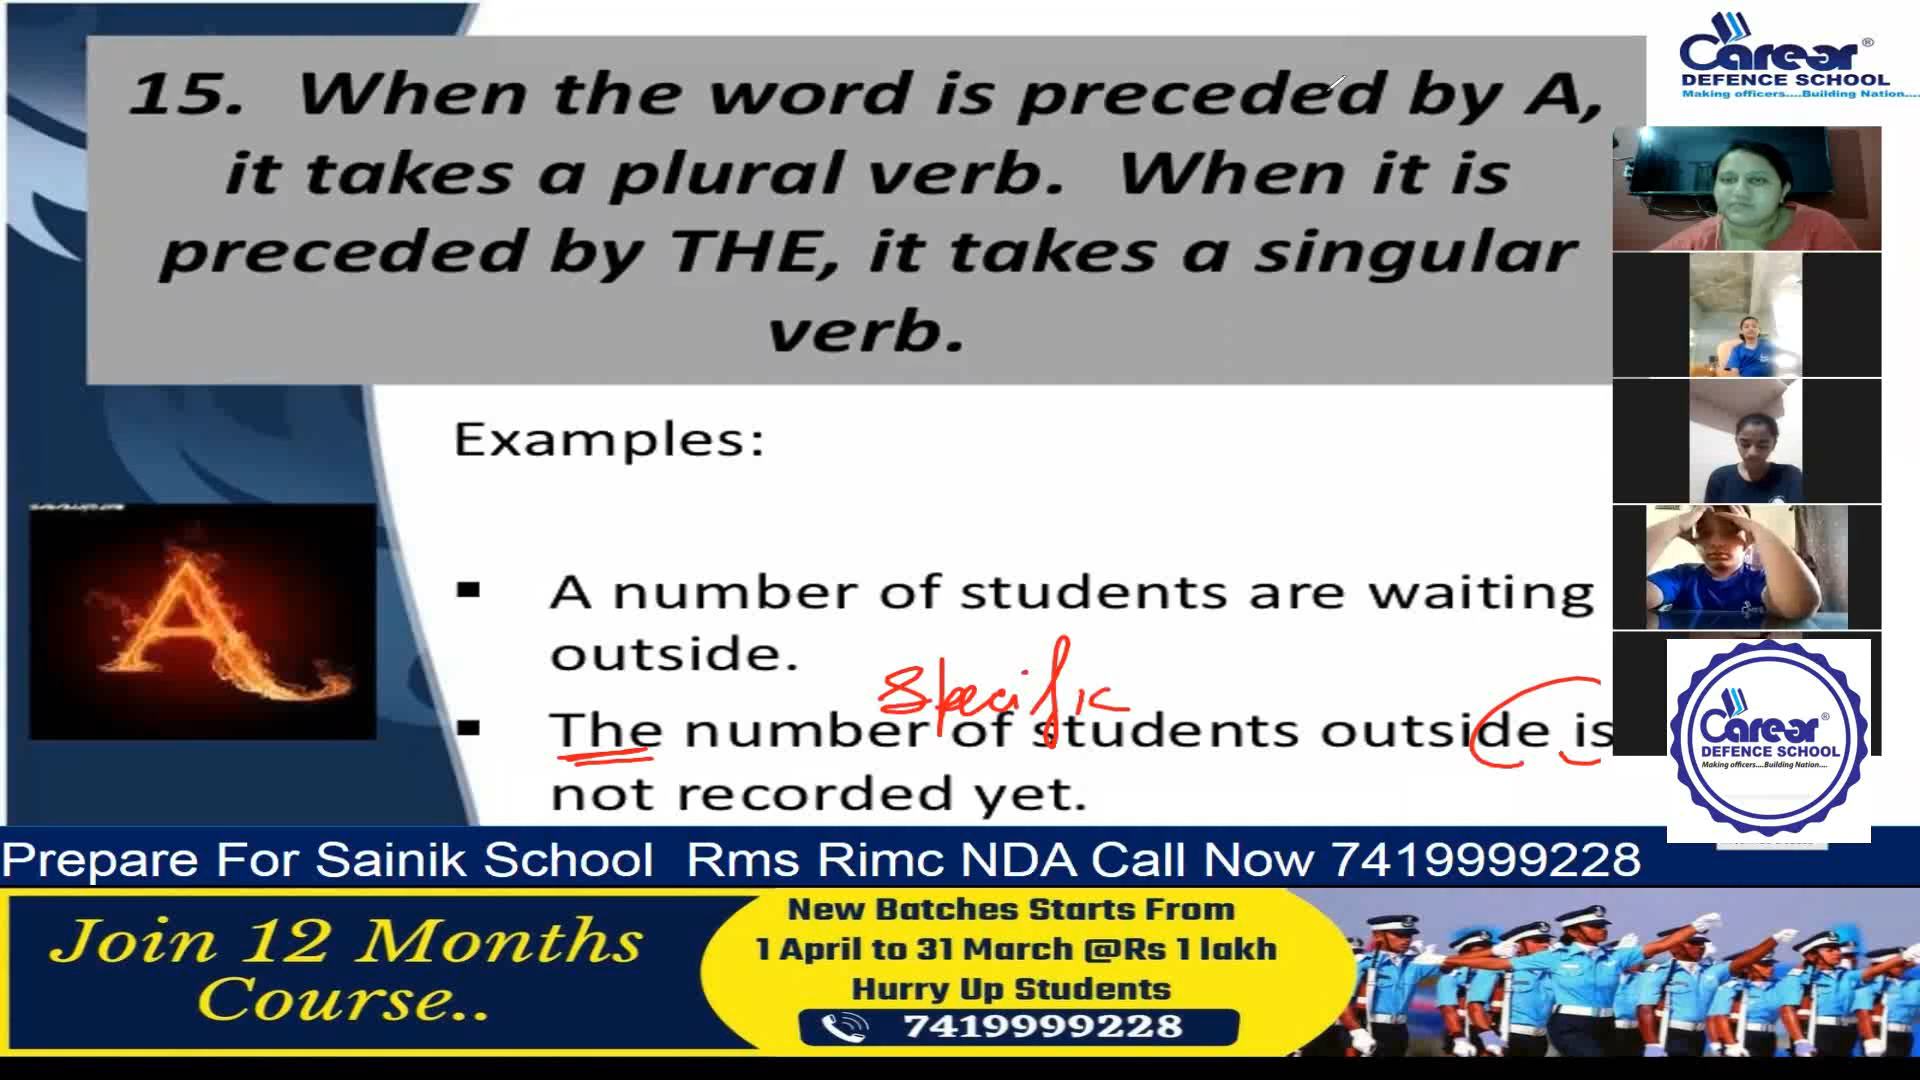 15. When the word is preceded by A,
it takes a plural verb. When it is
preceded by THE, it takes a singular
verb.
Carear®
DEFENCE SCHOOL
Making officers....Building Nation....
Examples:
A number of students are waiting
outside.
Specific
The number of students outside is
not recorded yet.
Carear®
DEFENCE SCHOOL
Making officers....Building Nation....
Prepare For Sainik School Rms Rimc NDA Call Now 7419999228
Join 12 Months
Course..
New Batches Starts From
1 April to 31 March @Rs 1 lakh
Hurry Up Students
7419999228